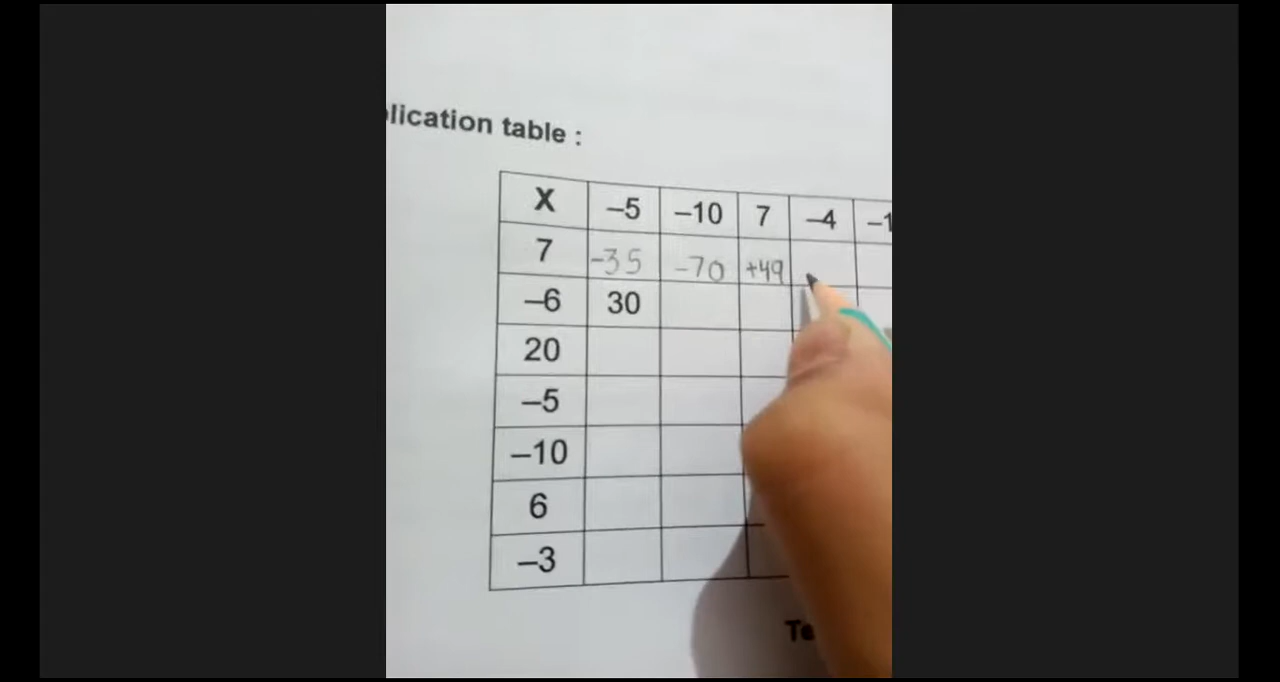 lication table :
X –5 –10 7 –4
7 -35 -70 +49
–6 30
20
–5
–10
6
–3